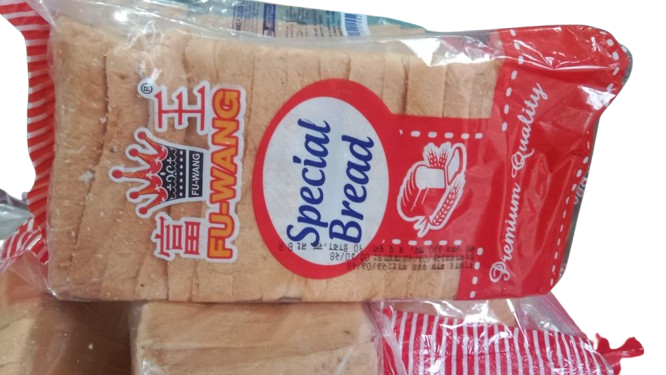 富
王
®
FU-WANG
FU-WANG
Special
Bread
Premium Quality